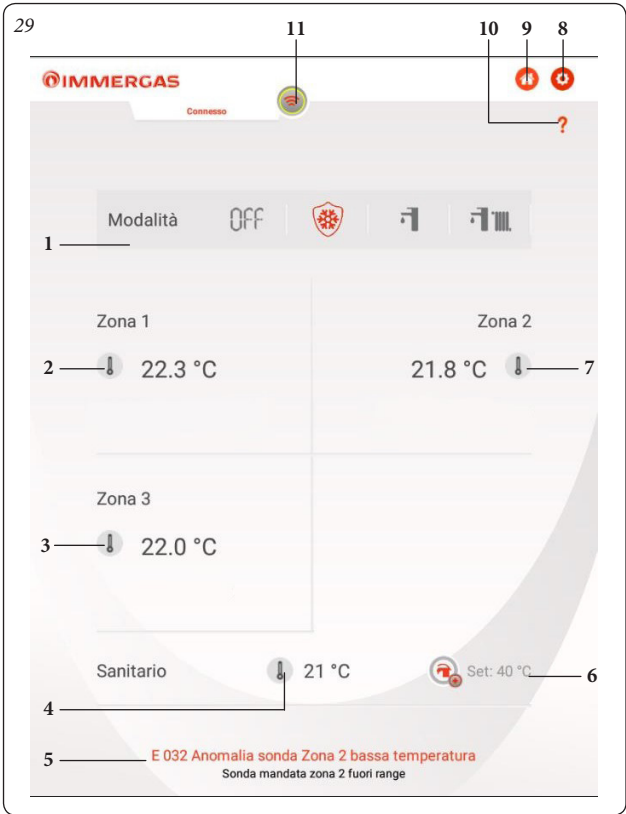 29
11
10 9 8
IMMERGAS
Connesso
?
Modalità OFF
1
Zona 1 Zona 2
2 22.3 °C 21.8 °C 7
Zona 3
3 22.0 °C
Sanitario 21 °C Set: 40 °C 6
4
5 E 032 Anomalia sonda Zona 2 bassa temperatura
Sonda mandata zona 2 fuori range